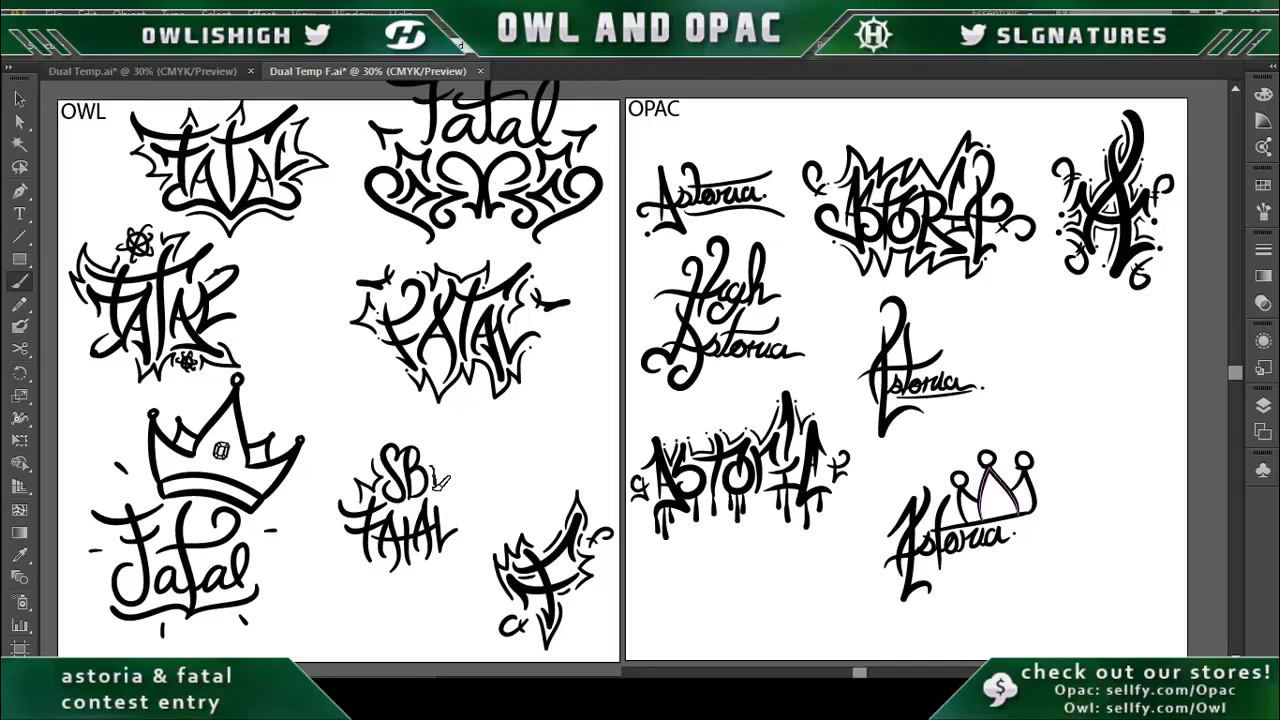 OWLISHIGH
OWL AND OPAC
SLGNATURES
Dual Temp.ai* @ 30% (CMYK/Preview) ×
Dual Temp F.ai* @ 30% (CMYK/Preview) ×
OWL
FATAL
Fatal
FATAL
FATAL
Fatal
SB
FATAL
F
OPAC
Astoria.
ASTORIA
A
High
Astoria
Astoria.
ASTORIA
Astoria.
astoria & fatal
contest entry
check out our stores!
Opac: sellfy.com/Opac
Owl: sellfy.com/Owl